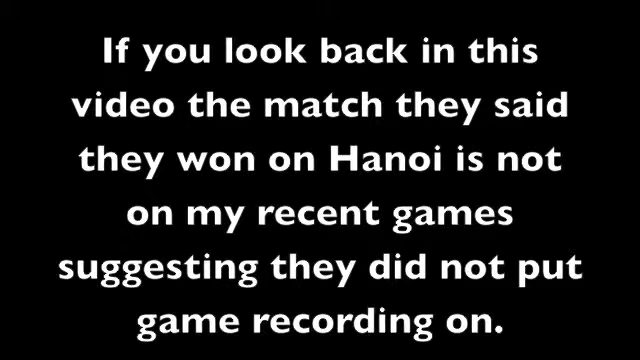 If you look back in this
video the match they said
they won on Hanoi is not
on my recent games
suggesting they did not put
game recording on.